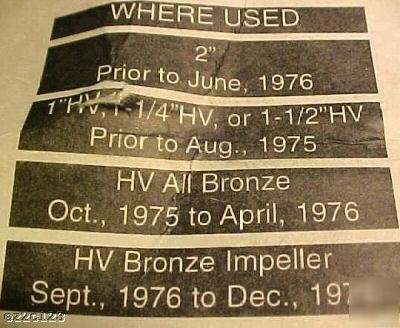 WHERE USED
2"
Prior to June, 1976
1"HV, 1-1/4"HV, or 1-1/2"HV
Prior to Aug., 1975
HV All Bronze
Oct., 1975 to April, 1976
HV Bronze Impeller
Sept., 1976 to Dec.,